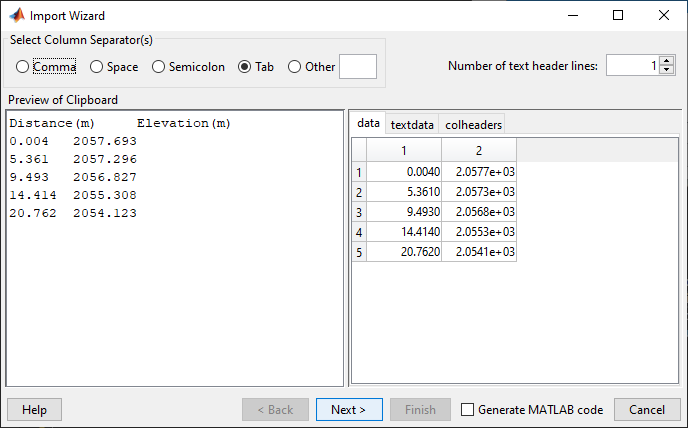 Import Wizard
Select Column Separator(s)
Comma Space Semicolon Tab Other
Number of text header lines: 1
Preview of Clipboard
Distance(m) Elevation(m)
0.004 2057.693
5.361 2057.296
9.493 2056.827
14.414 2055.308
20.762 2054.123
data textdata colheaders
1 2
1 0.0040 2.0577e+03
2 5.3610 2.0573e+03
3 9.4930 2.0568e+03
4 14.4140 2.0553e+03
5 20.7620 2.0541e+03
Help < Back Next > Finish Generate MATLAB code Cancel